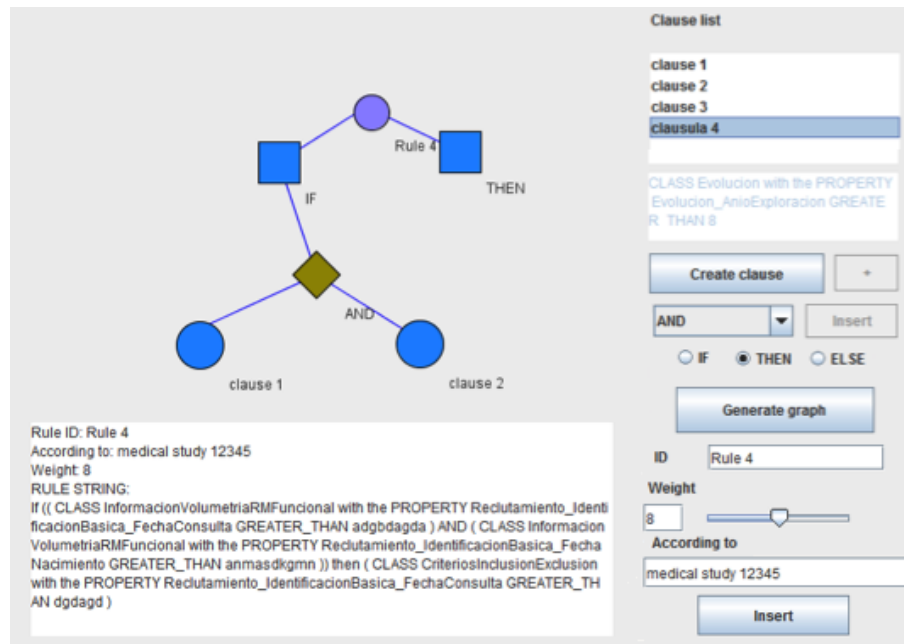 Rule 4
IF
THEN
AND
clause 1
clause 2
Rule ID: Rule 4
According to: medical study 12345
Weight: 8
RULE STRING:
If (( CLASS InformacionVolumetriaRMFuncional with the PROPERTY Reclutamiento_Identi
ficacionBasica_FechaConsulta GREATER_THAN adgbdagda ) AND ( CLASS Informacion
VolumetriaRMFuncional with the PROPERTY Reclutamiento_IdentificacionBasica_Fecha
Nacimiento GREATER_THAN anmasdkgmn )) then ( CLASS CriteriosInclusionExclusion
with the PROPERTY Reclutamiento_IdentificacionBasica_FechaConsulta GREATER_TH
AN dgdagd )
Clause list
clause 1
clause 2
clause 3
clausula 4
CLASS Evolucion with the PROPERTY
Evolucion_AnioExploracion GREATE
R THAN 8
Create clause +
AND Insert
IF THEN ELSE
Generate graph
ID Rule 4
Weight
8
According to
medical study 12345
Insert